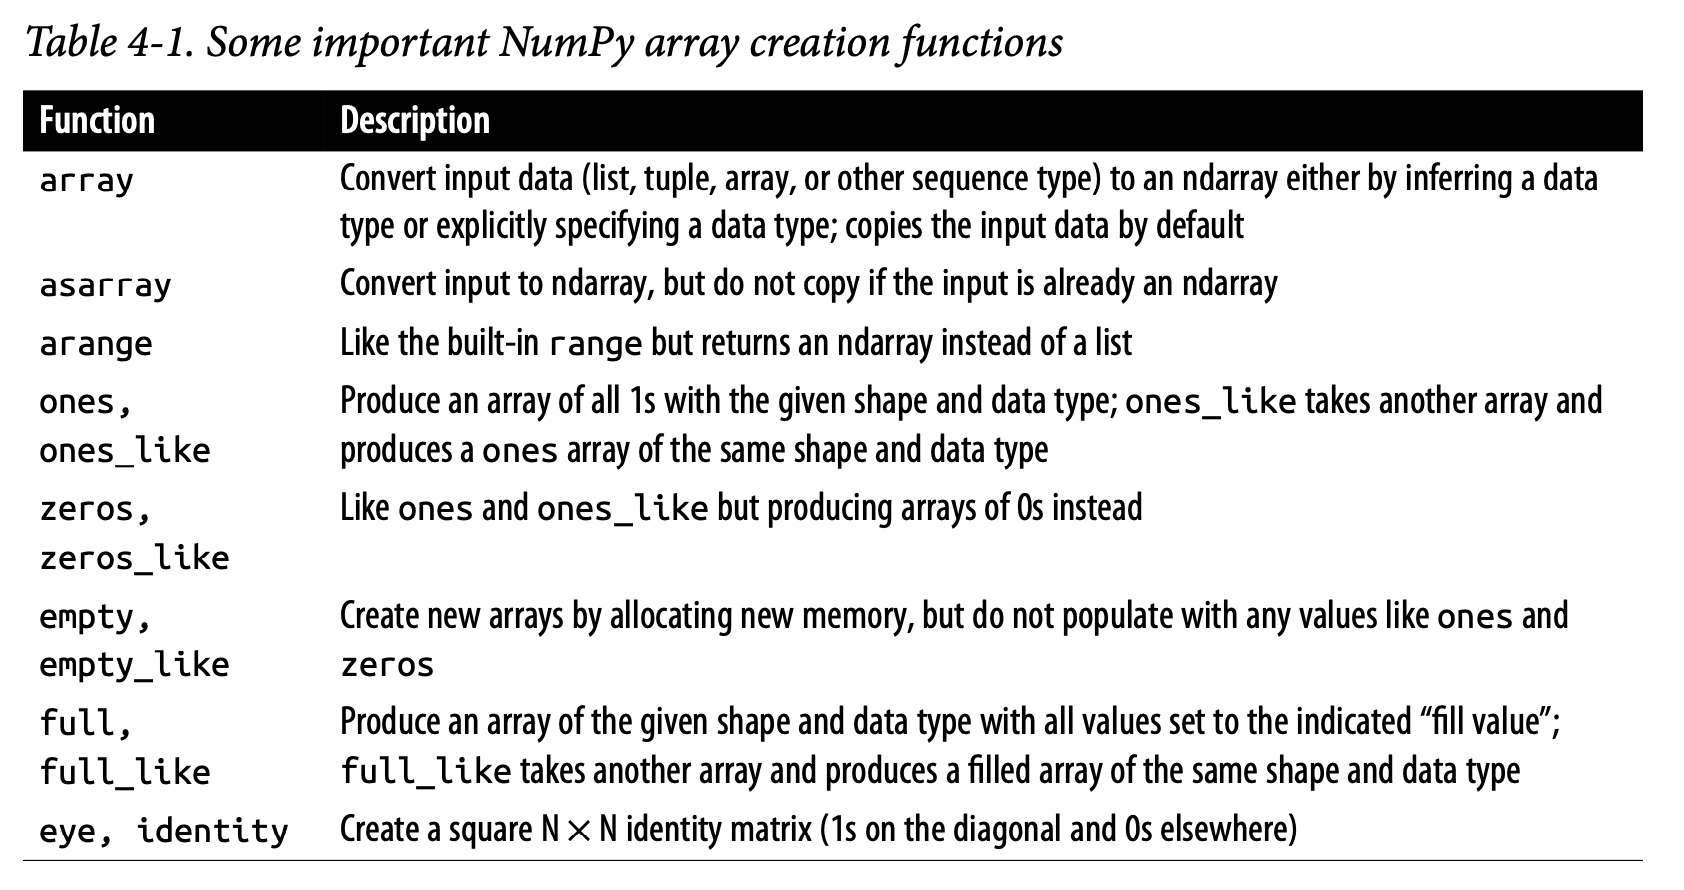 Table 4-1. Some important NumPy array creation functions
Function Description
array Convert input data (list, tuple, array, or other sequence type) to an ndarray either by inferring a data
type or explicitly specifying a data type; copies the input data by default
asarray Convert input to ndarray, but do not copy if the input is already an ndarray
arange Like the built-in range but returns an ndarray instead of a list
ones, Produce an array of all 1s with the given shape and data type; ones_like takes another array and
ones_like produces a ones array of the same shape and data type
zeros, Like ones and ones_like but producing arrays of 0s instead
zeros_like
empty, Create new arrays by allocating new memory, but do not populate with any values like ones and
empty_like zeros
full, Produce an array of the given shape and data type with all values set to the indicated “fill value”;
full_like full_like takes another array and produces a filled array of the same shape and data type
eye, identity Create a square N × N identity matrix (1s on the diagonal and 0s elsewhere)